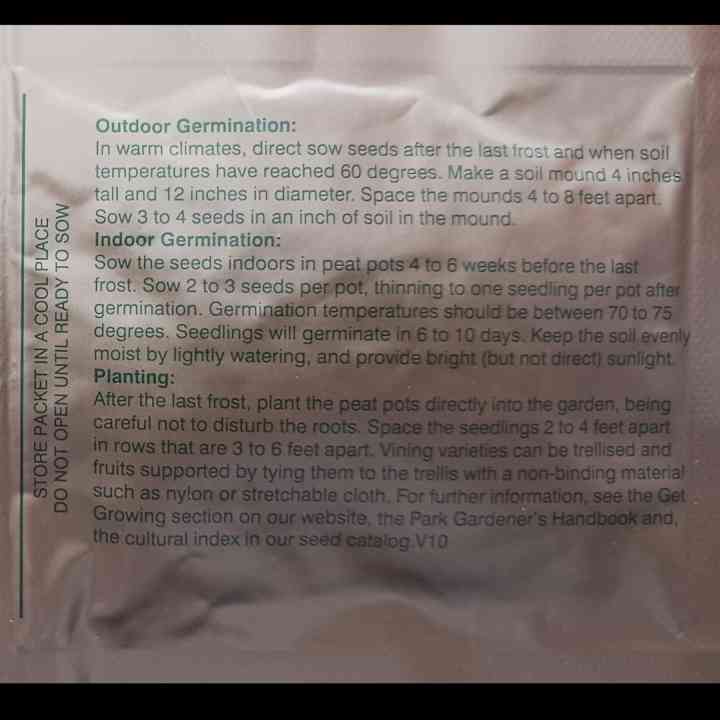 Outdoor Germination:
In warm climates, direct sow seeds after the last frost and when soil
temperatures have reached 60 degrees. Make a soil mound 4 inches
tall and 12 inches in diameter. Space the mounds 4 to 8 feet apart.
Sow 3 to 4 seeds in an inch of soil in the mound.
Indoor Germination:
Sow the seeds indoors in peat pots 4 to 6 weeks before the last
frost. Sow 2 to 3 seeds per pot, thinning to one seedling per pot after
germination. Germination temperatures should be between 70 to 75
degrees. Seedlings will germinate in 6 to 10 days. Keep the soil evenly
moist by lightly watering, and provide bright (but not direct) sunlight.
Planting:
After the last frost, plant the peat pots directly into the garden, being
careful not to disturb the roots. Space the seedlings 2 to 4 feet apart
in rows that are 3 to 6 feet apart. Vining varieties can be trellised and
fruits supported by tying them to the trellis with a non-binding material
such as nylon or stretchable cloth. For further information, see the Get
Growing section on our website, the Park Gardener's Handbook and,
the cultural index in our seed catalog.V10
STORE PACKET IN A COOL PLACE
DO NOT OPEN UNTIL READY TO SOW